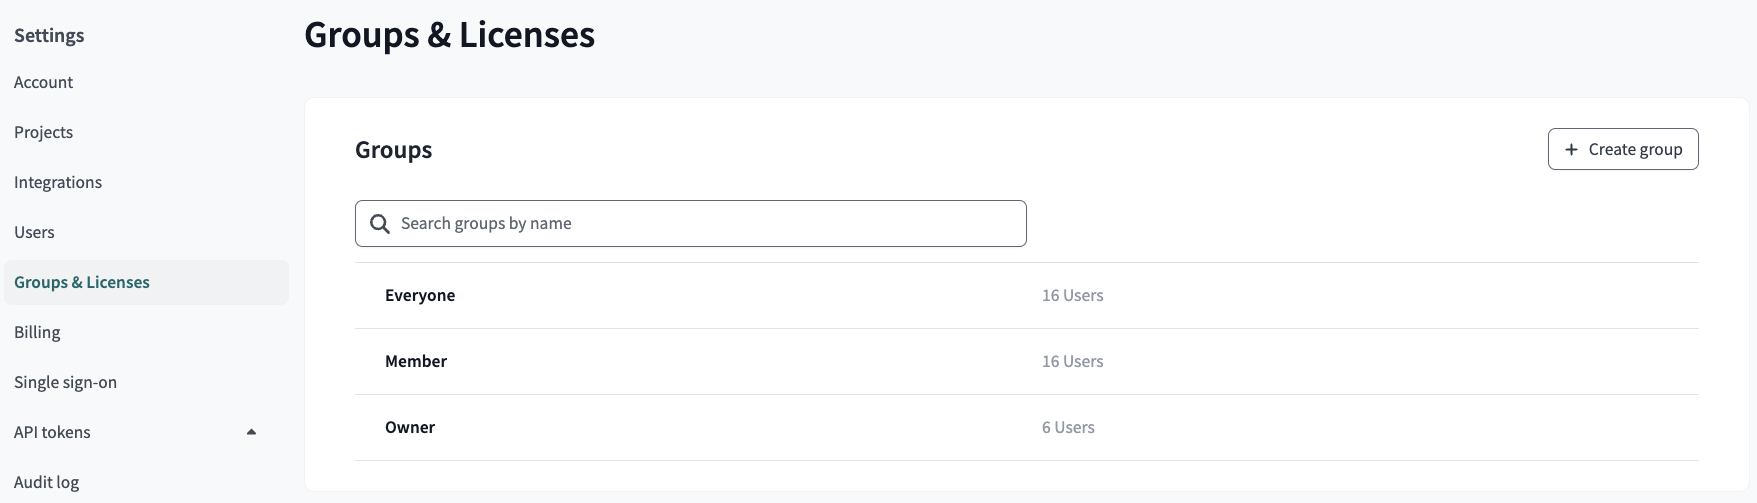 Settings
Account
Projects
Integrations
Users
Groups & Licenses
Billing
Single sign-on
API tokens
Audit log
Groups & Licenses
Groups
+ Create group
Search groups by name
Everyone 16 Users
Member 16 Users
Owner 6 Users